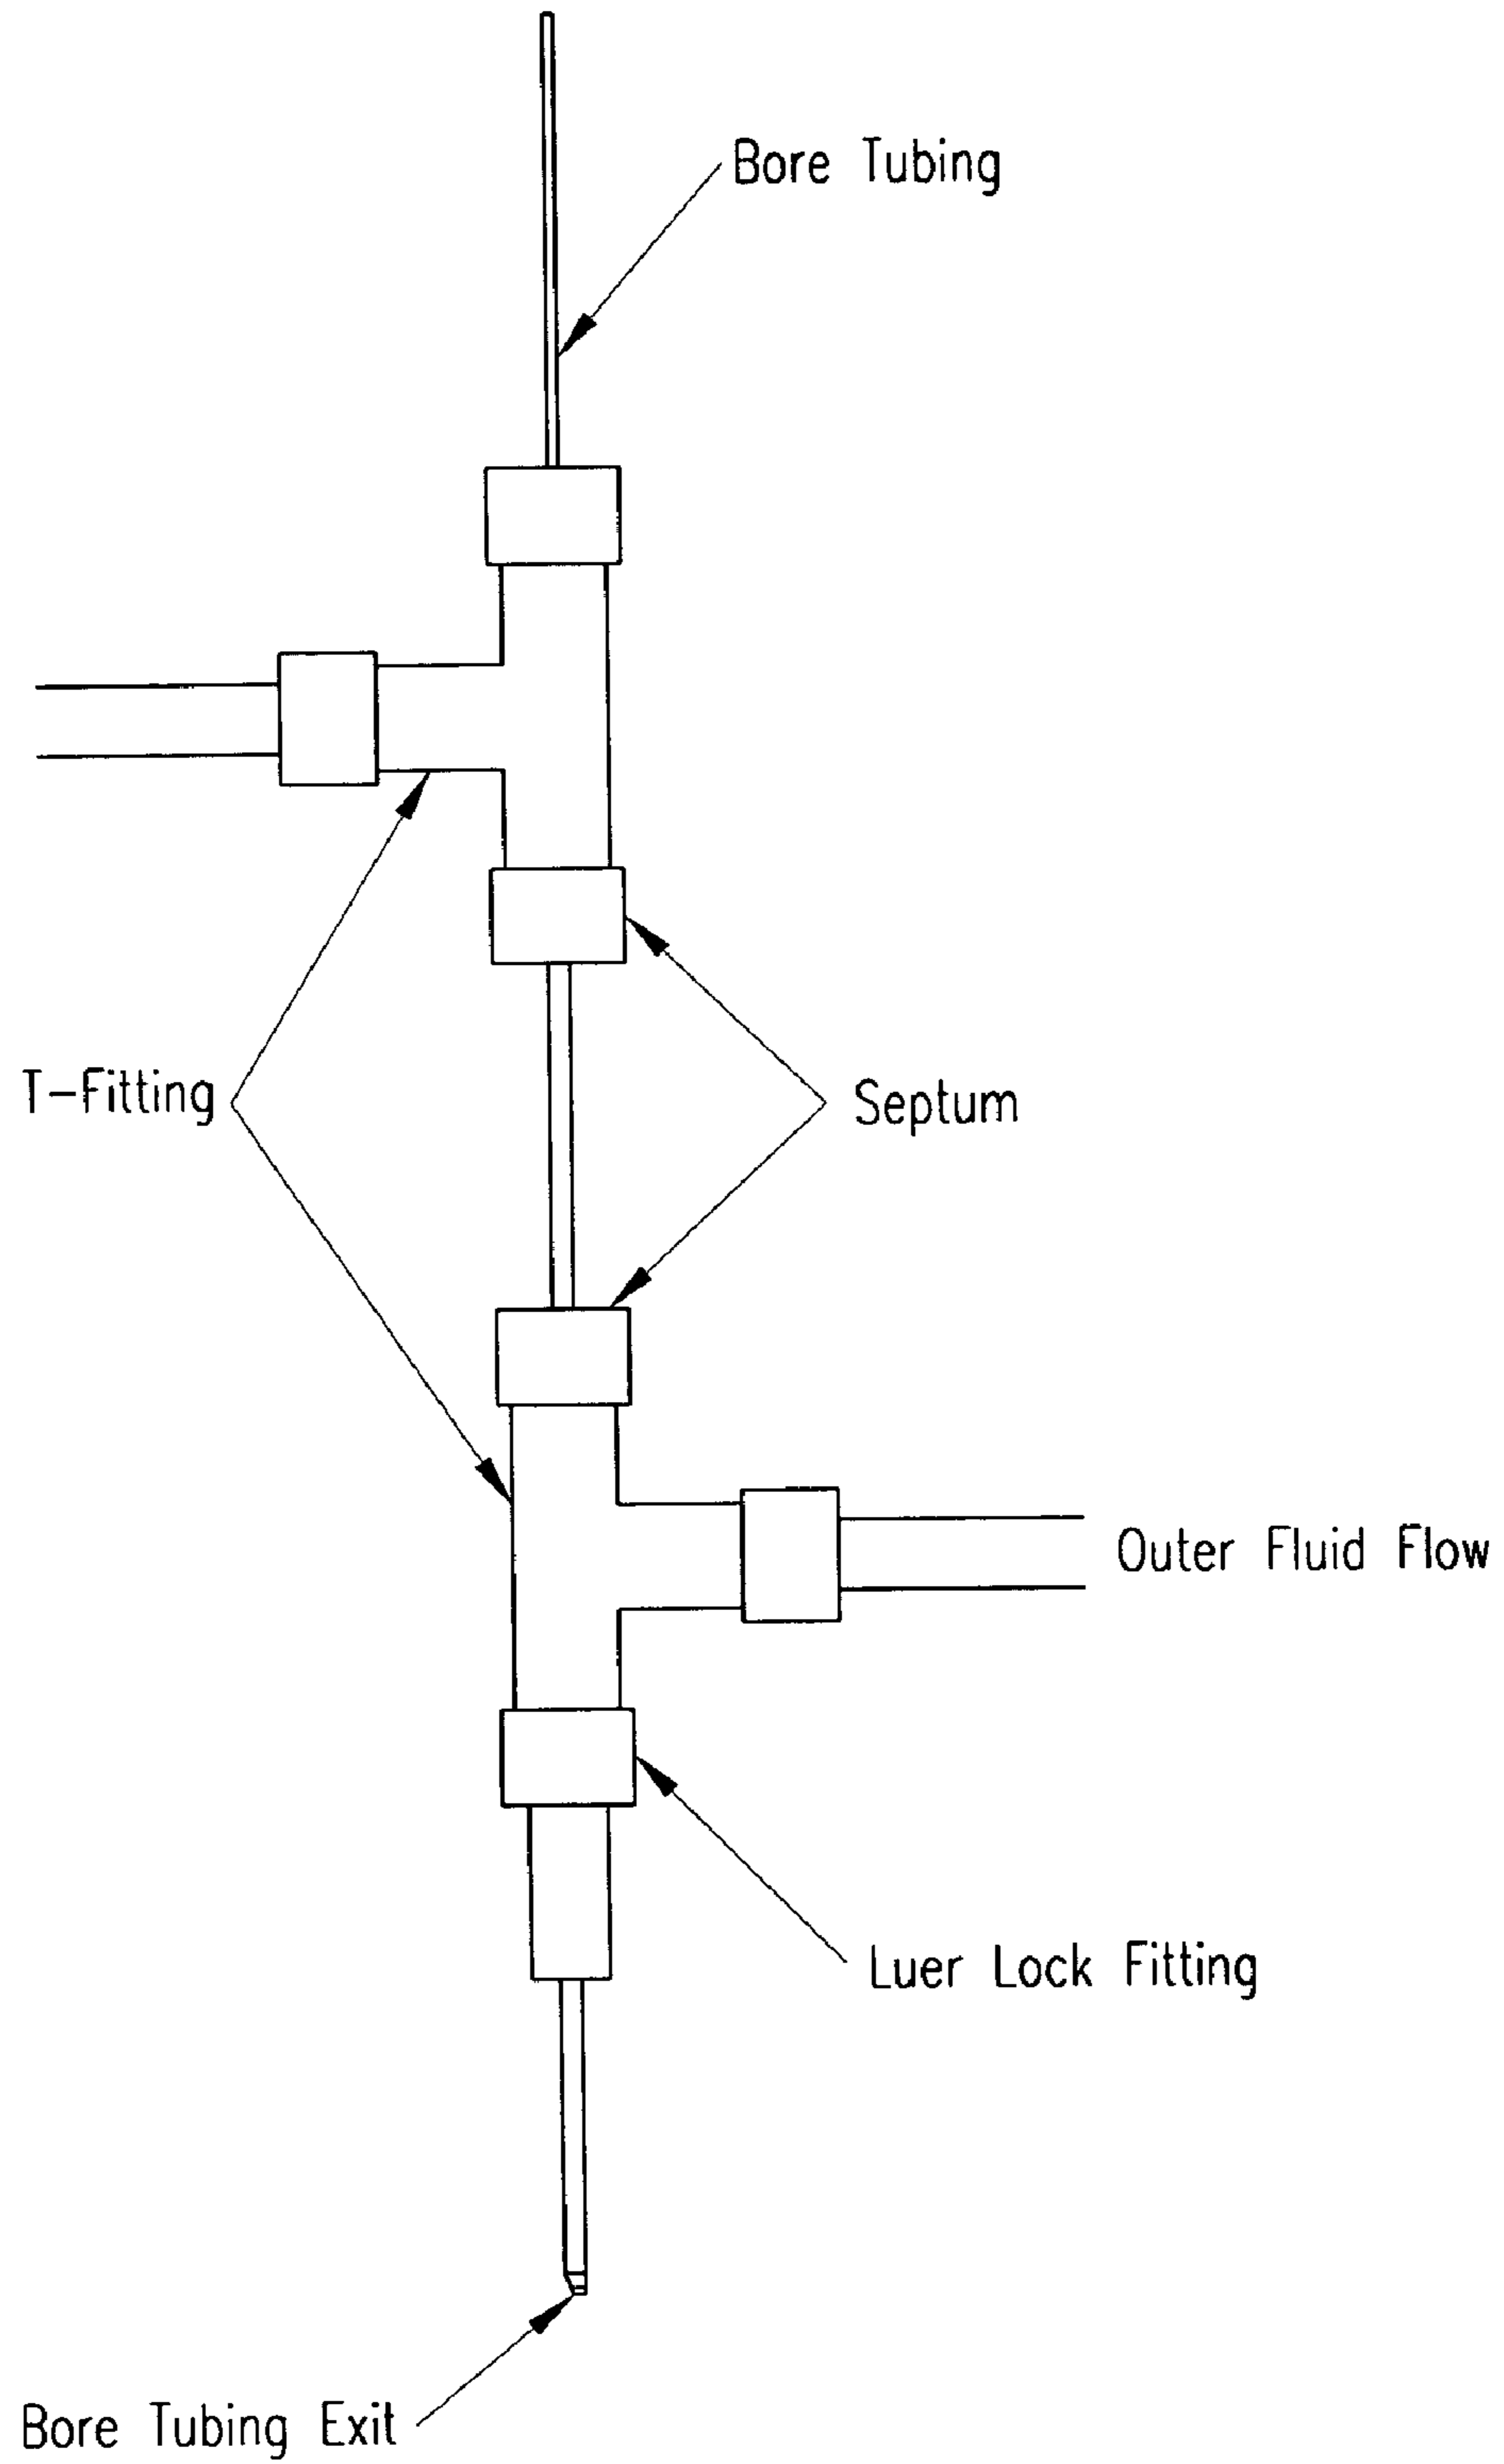 Bore Tubing
T-Fitting
Septum
Outer Fluid Flow
Luer Lock Fitting
Bore Tubing Exit